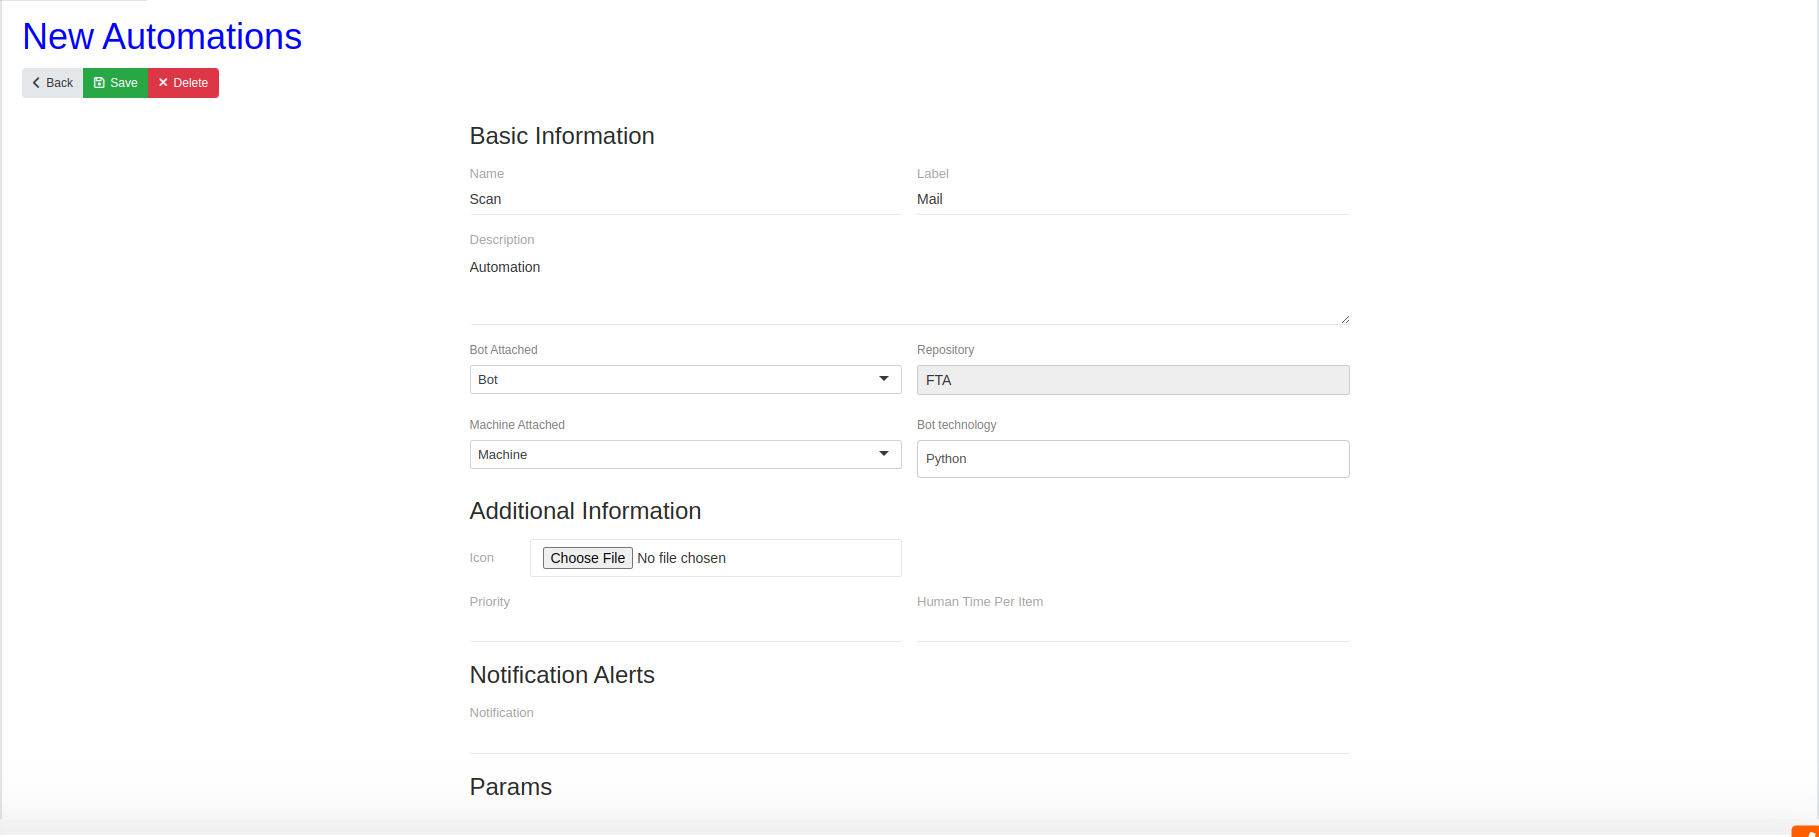 New Automations
Back Save Delete
Basic Information
Name Label
Scan Mail
Description
Automation
Bot Attached Repository
Bot FTA
Machine Attached Bot technology
Machine Python
Additional Information
Icon Choose File No file chosen
Priority Human Time Per Item
Notification Alerts
Notification
Params